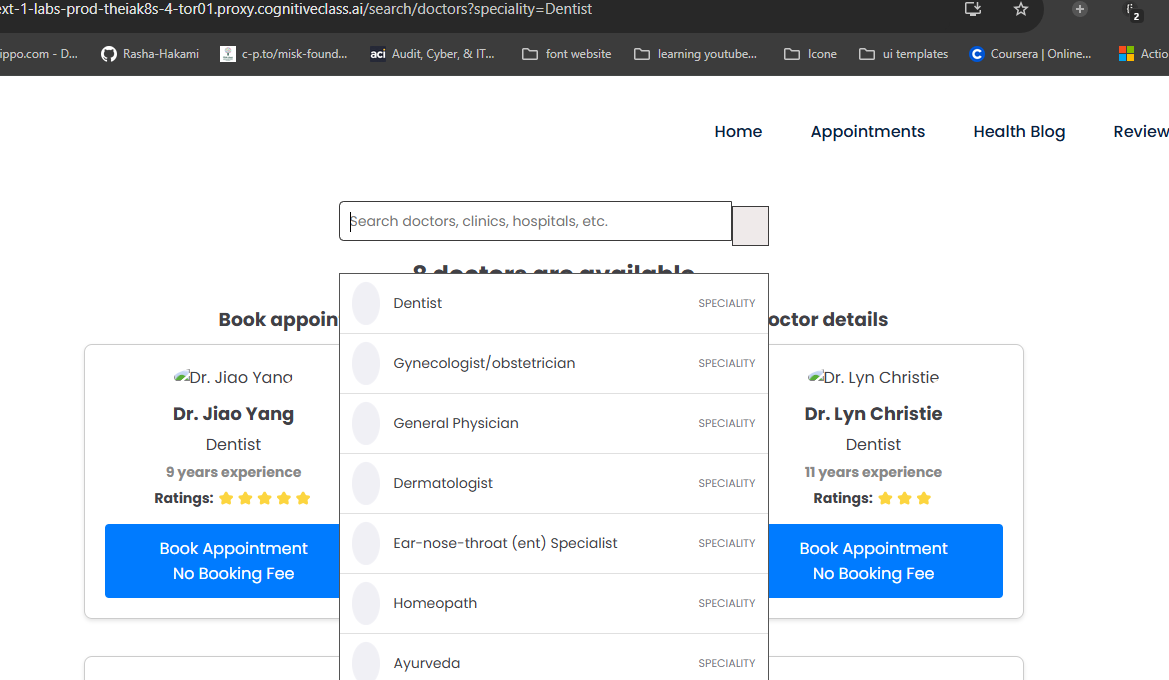 ext-1-labs-prod-theiak8s-4-tor01.proxy.cognitiveclass.ai/search/doctors?speciality=Dentist
2
ippo.com - D... Rasha-Hakami c-p.to/misk-found... aci Audit, Cyber, & IT... font website learning youtube... Icone ui templates Coursera | Online... Actio
Home Appointments Health Blog Review
Search doctors, clinics, hospitals, etc.
8 doctors are available
Book appoin octor details
Dentist SPECIALITY
Gynecologist/obstetrician SPECIALITY
General Physician SPECIALITY
Dermatologist SPECIALITY
Ear-nose-throat (ent) Specialist SPECIALITY
Homeopath SPECIALITY
Ayurveda SPECIALITY
Dr. Jiao Yang
Dr. Jiao Yang
Dentist
9 years experience
Ratings:
Book Appointment
No Booking Fee
Dr. Lyn Christie
Dr. Lyn Christie
Dentist
11 years experience
Ratings:
Book Appointment
No Booking Fee